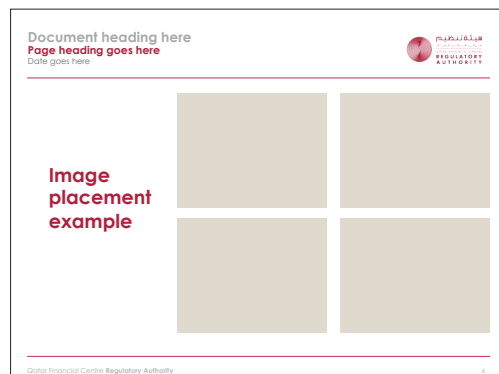 Document heading here
Page heading goes here
Date goes here
هيئة تنظيم
REGULATORY
AUTHORITY
Image
placement
example
Qatar Financial Centre Regulatory Authority
6